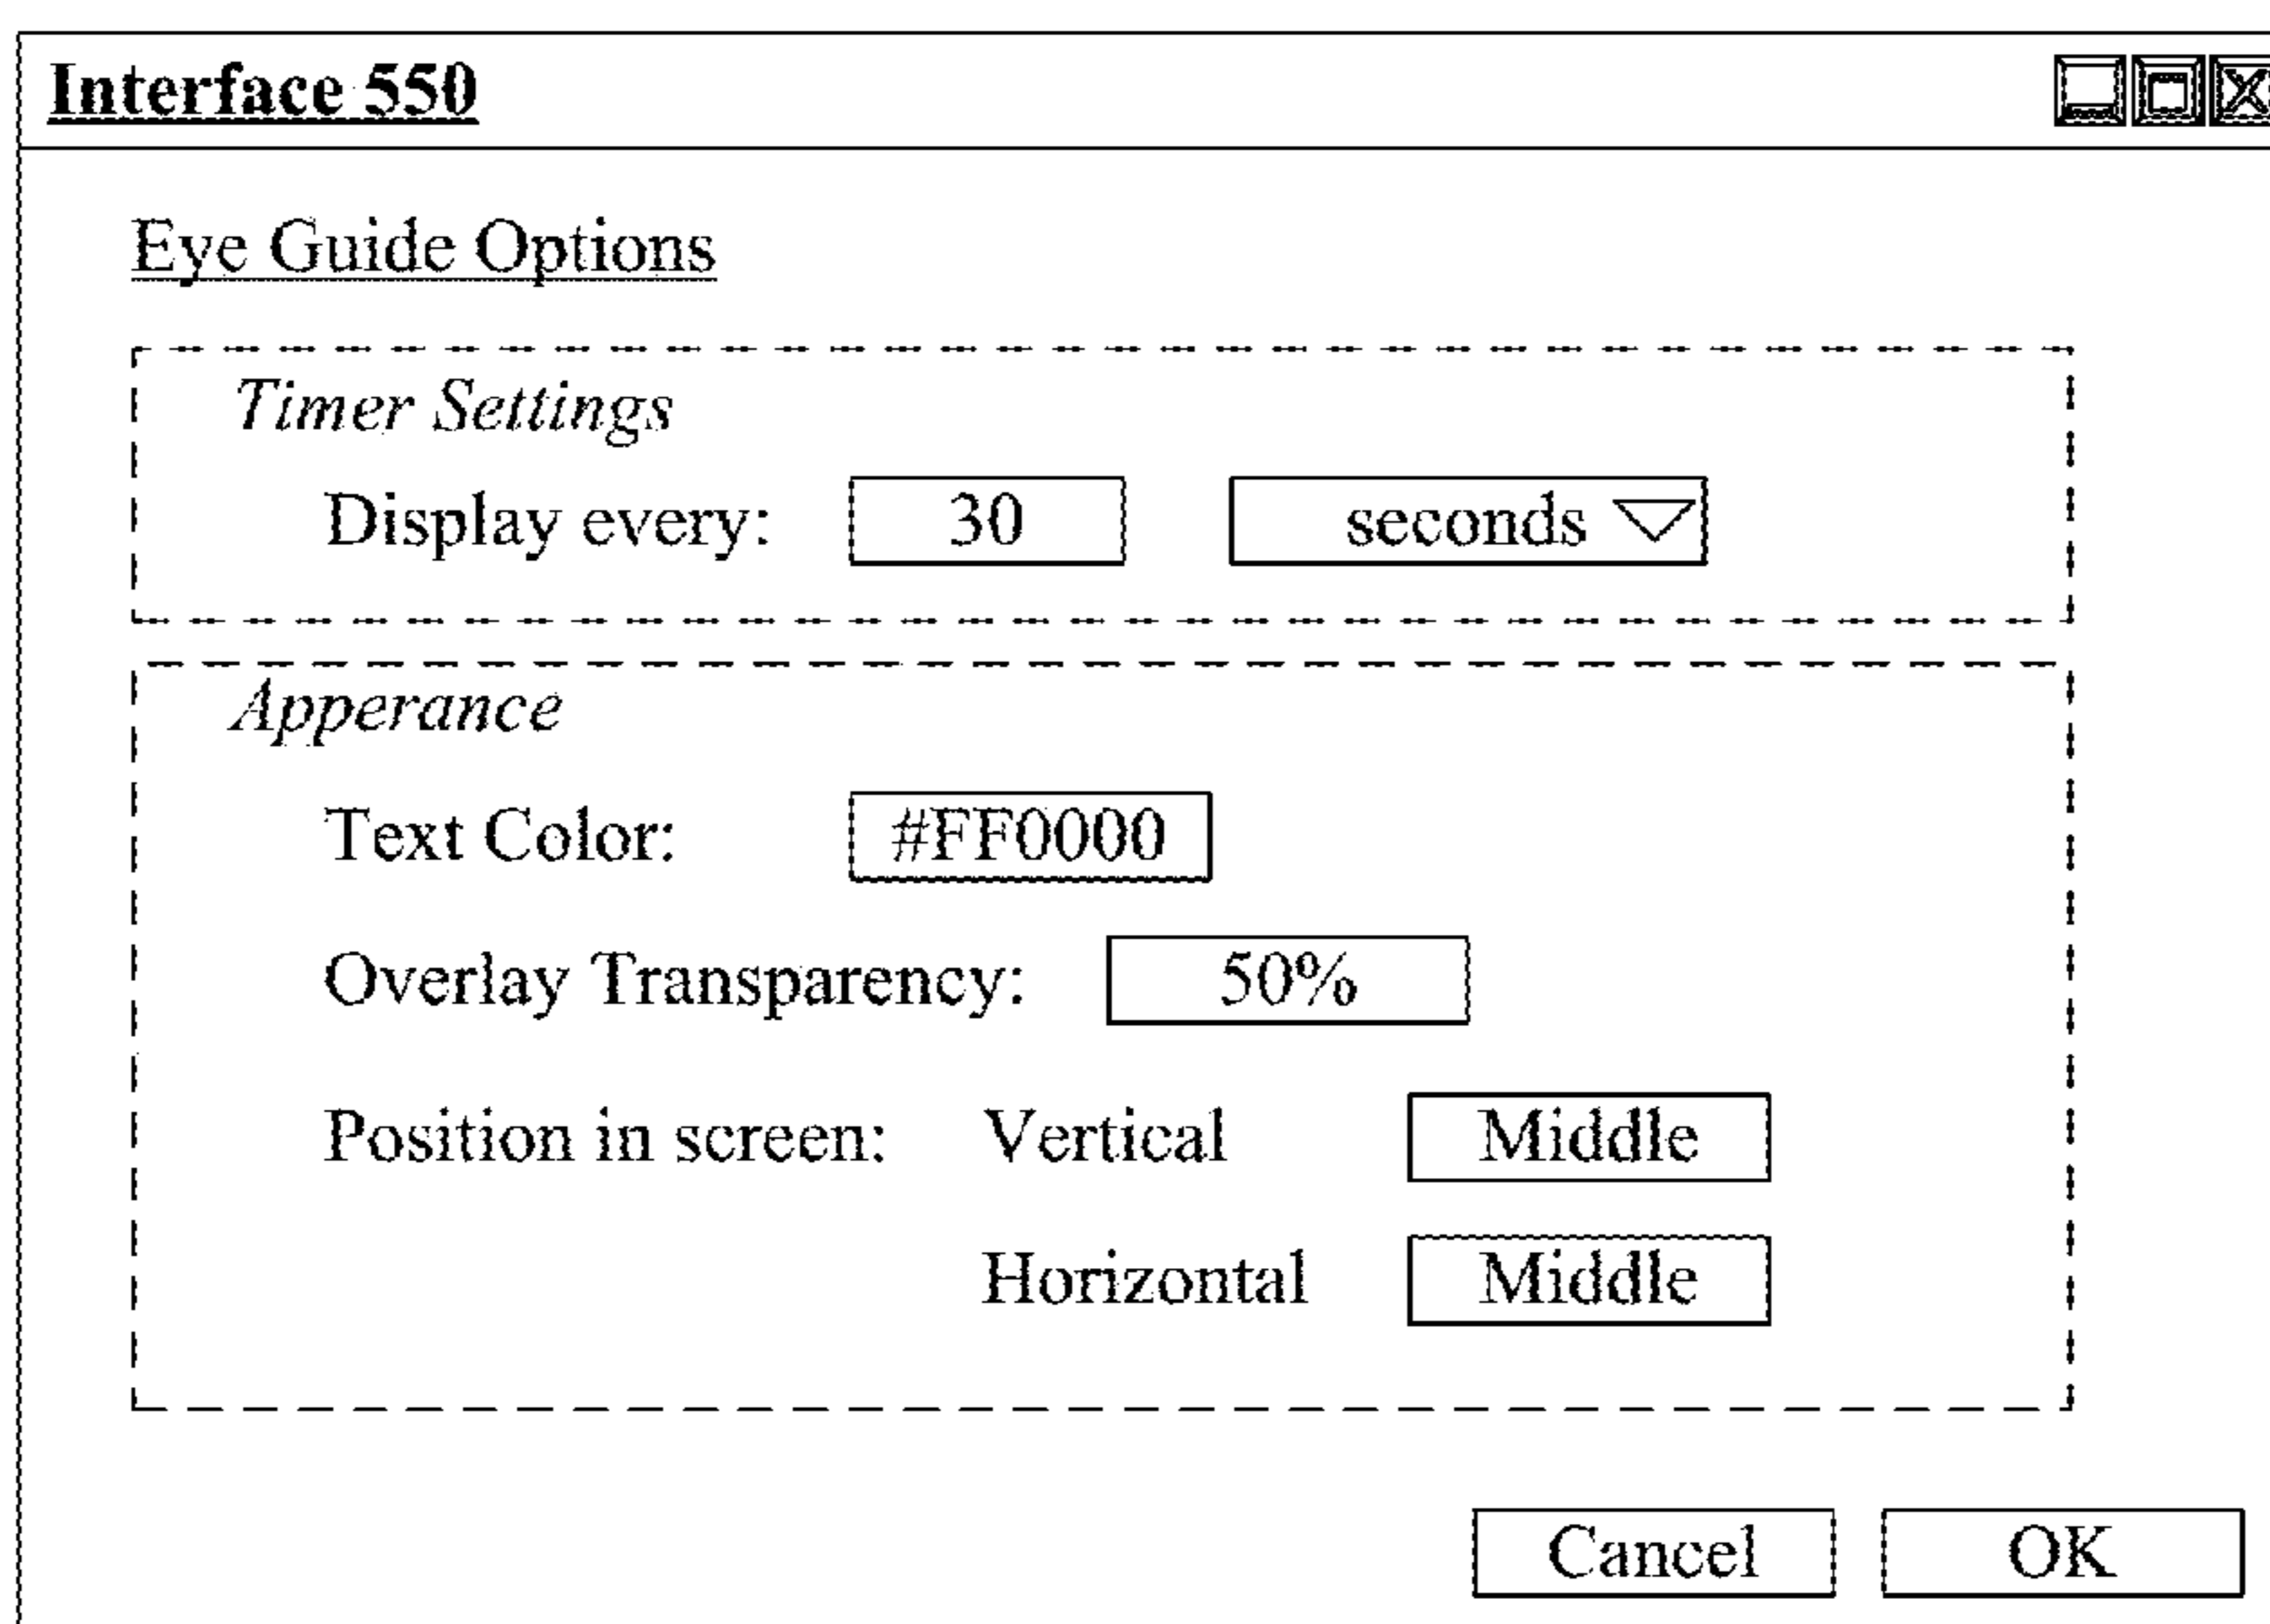 Interface 550
Eye Guide Options
Timer Settings
Display every: 30 seconds
Apperance
Text Color: #FF0000
Overlay Transparency: 50%
Position in screen: Vertical Middle
Horizontal Middle
Cancel OK